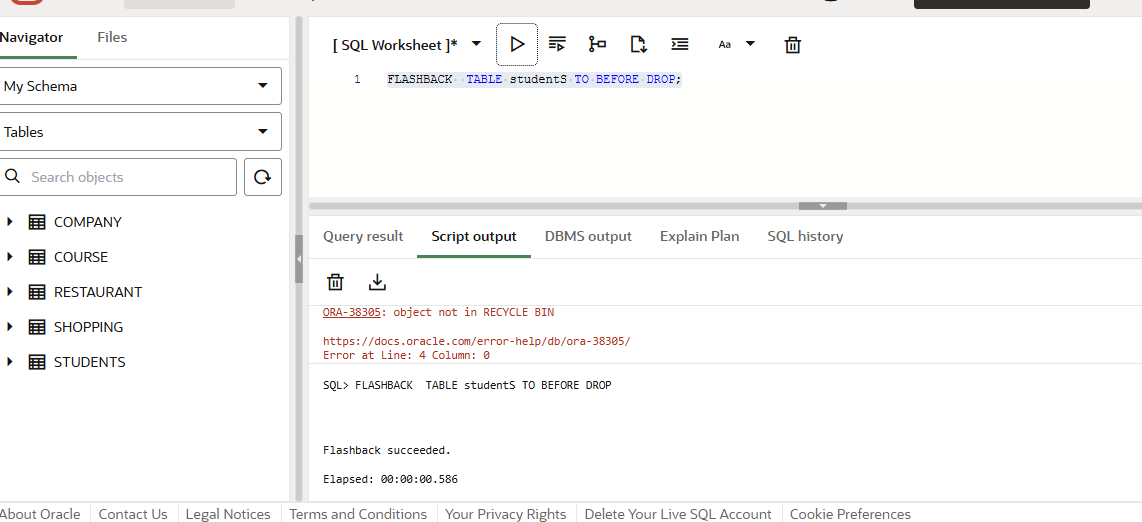 Navigator Files
[ SQL Worksheet ]* Aa
My Schema
1 FLASHBACK  TABLE studentS TO BEFORE DROP;
Tables
Search objects
COMPANY
COURSE
RESTAURANT
SHOPPING
STUDENTS
Query result Script output DBMS output Explain Plan SQL history
ORA-38305: object not in RECYCLE BIN
https://docs.oracle.com/error-help/db/ora-38305/
Error at Line: 4 Column: 0
SQL> FLASHBACK  TABLE studentS TO BEFORE DROP
Flashback succeeded.
Elapsed: 00:00:00.586
About Oracle Contact Us Legal Notices Terms and Conditions Your Privacy Rights Delete Your Live SQL Account Cookie Preferences